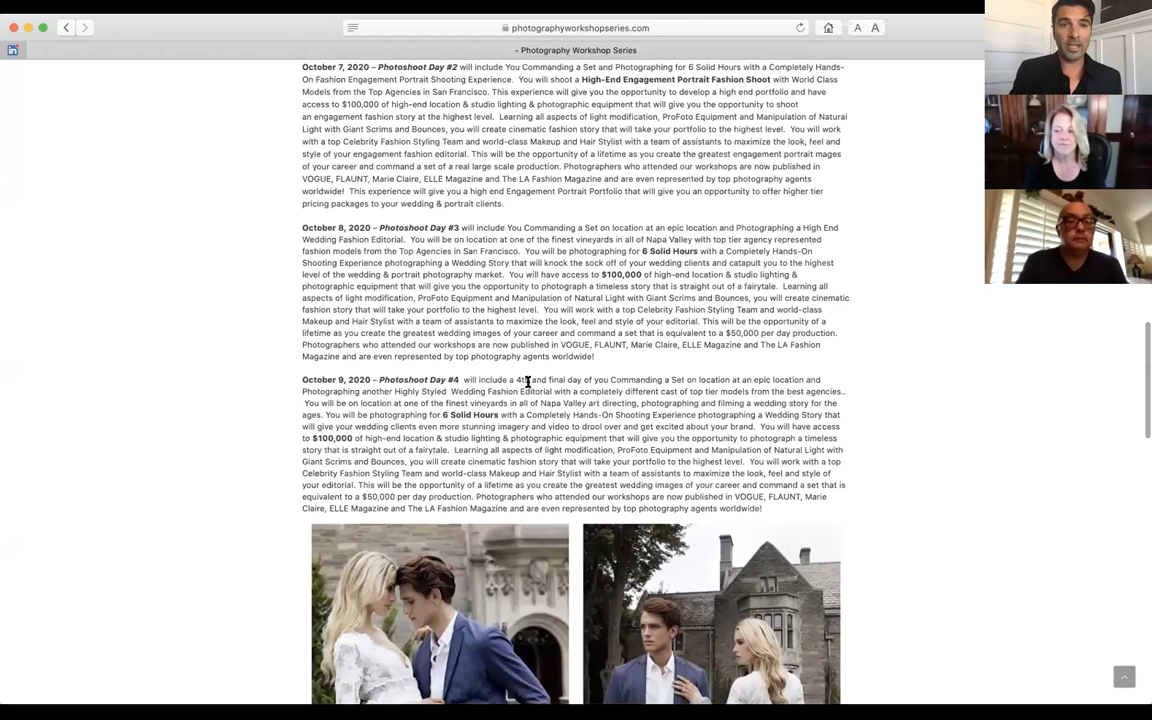 photographyworkshopseries.com
A A
- Photography Workshop Series
October 7, 2020 – Photoshoot Day #2 will include You Commanding a Set and Photographing for 6 Solid Hours with a Completely Hands-
On Fashion Engagement Portrait Shooting Experience. You will shoot a High-End Engagement Portrait Fashion Shoot with World Class
Models from the Top Agencies in San Francisco. This experience will give you the opportunity to develop a high end portfolio and have
access to $100,000 of high-end location & studio lighting & photographic equipment that will give you the opportunity to shoot
an engagement fashion story at the highest level. Learning all aspects of light modification, ProFoto Equipment and Manipulation of Natural
Light with Giant Scrims and Bounces, you will create cinematic fashion story that will take your portfolio to the highest level. You will work
with a top Celebrity Fashion Styling Team and world-class Makeup and Hair Stylist with a team of assistants to maximize the look, feel and
style of your engagement fashion editorial. This will be the opportunity of a lifetime as you create the greatest engagement portrait mages
of your career and command a set of a real large scale production. Photographers who attended our workshops are now published in
VOGUE, FLAUNT, Marie Claire, ELLE Magazine and The LA Fashion Magazine and are even represented by top photography agents
worldwide! This experience will give you a high end Engagement Portrait Portfolio that will give you an opportunity to offer higher tier
pricing packages to your wedding & portrait clients.
October 8, 2020 – Photoshoot Day #3 will include You Commanding a Set on location at an epic location and Photographing a High End
Wedding Fashion Editorial. You will be on location at one of the finest vineyards in all of Napa Valley with top tier agency represented
fashion models from the Top Agencies in San Francisco. You will be photographing for 6 Solid Hours with a Completely Hands-On
Shooting Experience photographing a Wedding Story that will knock the sock off of your wedding clients and catapult you to the highest
level of the wedding & portrait photography market. You will have access to $100,000 of high-end location & studio lighting &
photographic equipment that will give you the opportunity to photograph a timeless story that is straight out of a fairytale. Learning all
aspects of light modification, ProFoto Equipment and Manipulation of Natural Light with Giant Scrims and Bounces, you will create cinematic
fashion story that will take your portfolio to the highest level. You will work with a top Celebrity Fashion Styling Team and world-class
Makeup and Hair Stylist with a team of assistants to maximize the look, feel and style of your editorial. This will be the opportunity of a
lifetime as you create the greatest wedding images of your career and command a set that is equivalent to a $50,000 per day production.
Photographers who attended our workshops are now published in VOGUE, FLAUNT, Marie Claire, ELLE Magazine and The LA Fashion
Magazine and are even represented by top photography agents worldwide!
October 9, 2020 – Photoshoot Day #4 will include a 4th and final day of you Commanding a Set on location at an epic location and
Photographing another Highly Styled Wedding Fashion Editorial with a completely different cast of top tier models from the best agencies..
You will be on location at one of the finest vineyards in all of Napa Valley art directing, photographing and filming a wedding story for the
ages. You will be photographing for 6 Solid Hours with a Completely Hands-On Shooting Experience photographing a Wedding Story that
will give your wedding clients even more stunning imagery and video to drool over and get excited about your brand. You will have access
to $100,000 of high-end location & studio lighting & photographic equipment that will give you the opportunity to photograph a timeless
story that is straight out of a fairytale. Learning all aspects of light modification, ProFoto Equipment and Manipulation of Natural Light with
Giant Scrims and Bounces, you will create cinematic fashion story that will take your portfolio to the highest level. You will work with a top
Celebrity Fashion Styling Team and world-class Makeup and Hair Stylist with a team of assistants to maximize the look, feel and style of
your editorial. This will be the opportunity of a lifetime as you create the greatest wedding images of your career and command a set that is
equivalent to a $50,000 per day production. Photographers who attended our workshops are now published in VOGUE, FLAUNT, Marie
Claire, ELLE Magazine and The LA Fashion Magazine and are even represented by top photography agents worldwide!